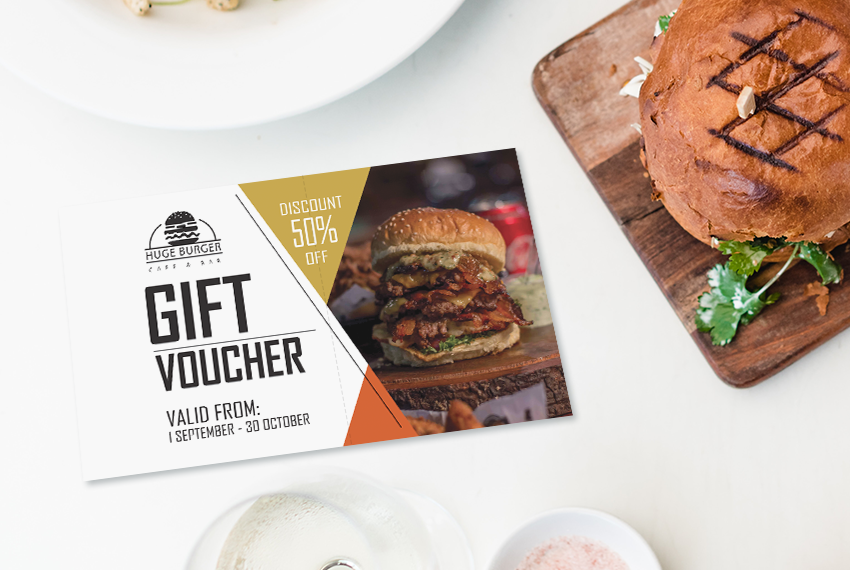 HUGE BURGER
CAFE & BAR
GIFT
VOUCHER
VALID FROM:
1 SEPTEMBER - 30 OCTOBER
DISCOUNT
50%
OFF